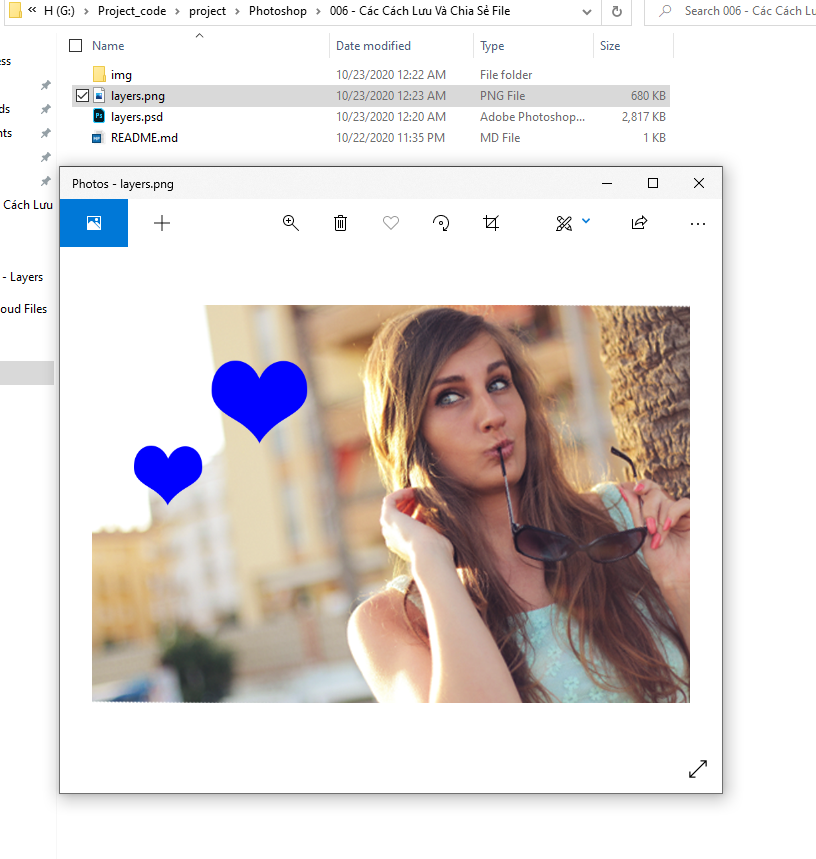 « H (G:) › Project_code › project › Photoshop › 006 - Các Cách Lưu Và Chia Sẻ File
Search 006 - Các Cách Lu
Name Date modified Type Size
img 10/23/2020 12:22 AM File folder
layers.png 10/23/2020 12:23 AM PNG File 680 KB
Ps layers.psd 10/23/2020 12:20 AM Adobe Photoshop... 2,817 KB
README.md 10/22/2020 11:35 PM MD File 1 KB
ess
ds
nts
Cách Lưu
- Layers
oud Files
Photos - layers.png